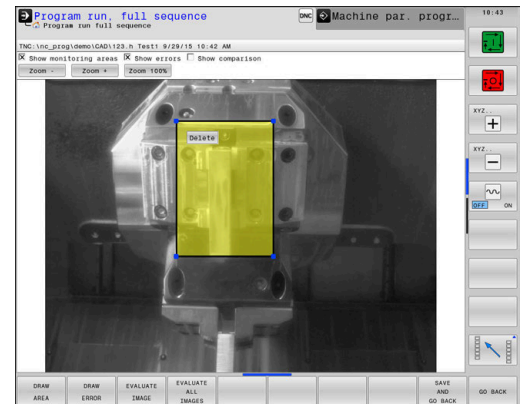 Program run, full sequence
Program run full sequence
DNC
Machine par. progr…
10:43
TNC:\nc_prog\demo\CAD\123.h Test1 9/29/15 10:42 AM
Show monitoring areas Show errors Show comparison
Zoom - Zoom + Zoom 100%
Delete
XYZ..
+
XYZ..
−
OFF ON
DRAW AREA
DRAW ERROR
EVALUATE IMAGE
EVALUATE ALL IMAGES
SAVE AND GO BACK
GO BACK